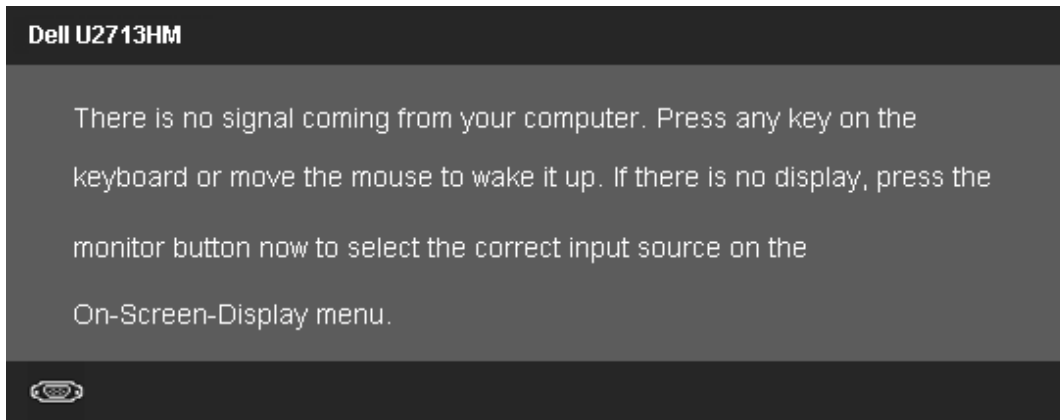 Dell U2713HM
There is no signal coming from your computer. Press any key on the
keyboard or move the mouse to wake it up. If there is no display, press the
monitor button now to select the correct input source on the
On-Screen-Display menu.